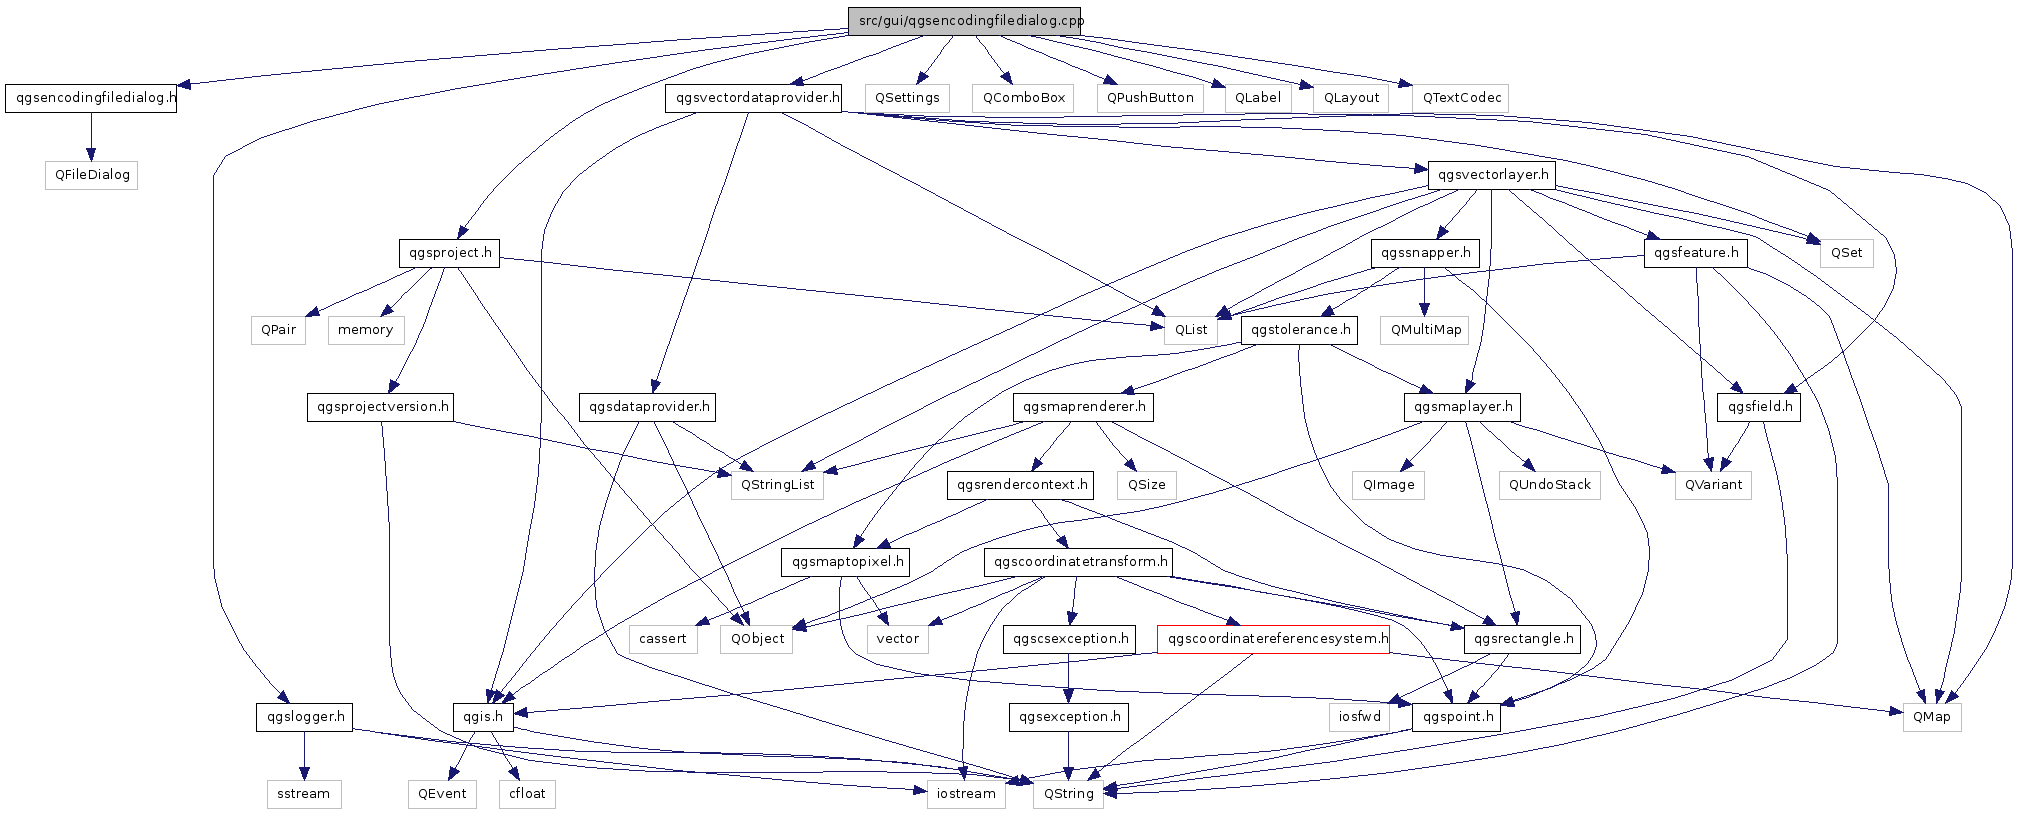 src/gui/qgsencodingfiledialog.cpp
qgsencodingfiledialog.h
qgsvectordataprovider.h
QSettings
QComboBox
QPushButton
QLabel
QLayout
QTextCodec
QFileDialog
qgsvectorlayer.h
qgsproject.h
qgssnapper.h
qgsfeature.h
QSet
QPair
memory
QList
qgstolerance.h
QMultiMap
qgsprojectversion.h
qgsdataprovider.h
qgsmaprenderer.h
qgsmaplayer.h
qgsfield.h
QStringList
qgsrendercontext.h
QSize
QImage
QUndoStack
QVariant
qgsmaptopixel.h
qgscoordinatetransform.h
cassert
QObject
vector
qgscsexception.h
qgscoordinatereferencesystem.h
qgsrectangle.h
qgslogger.h
qgis.h
qgsexception.h
iosfwd
qgspoint.h
QMap
sstream
QEvent
cfloat
iostream
QString